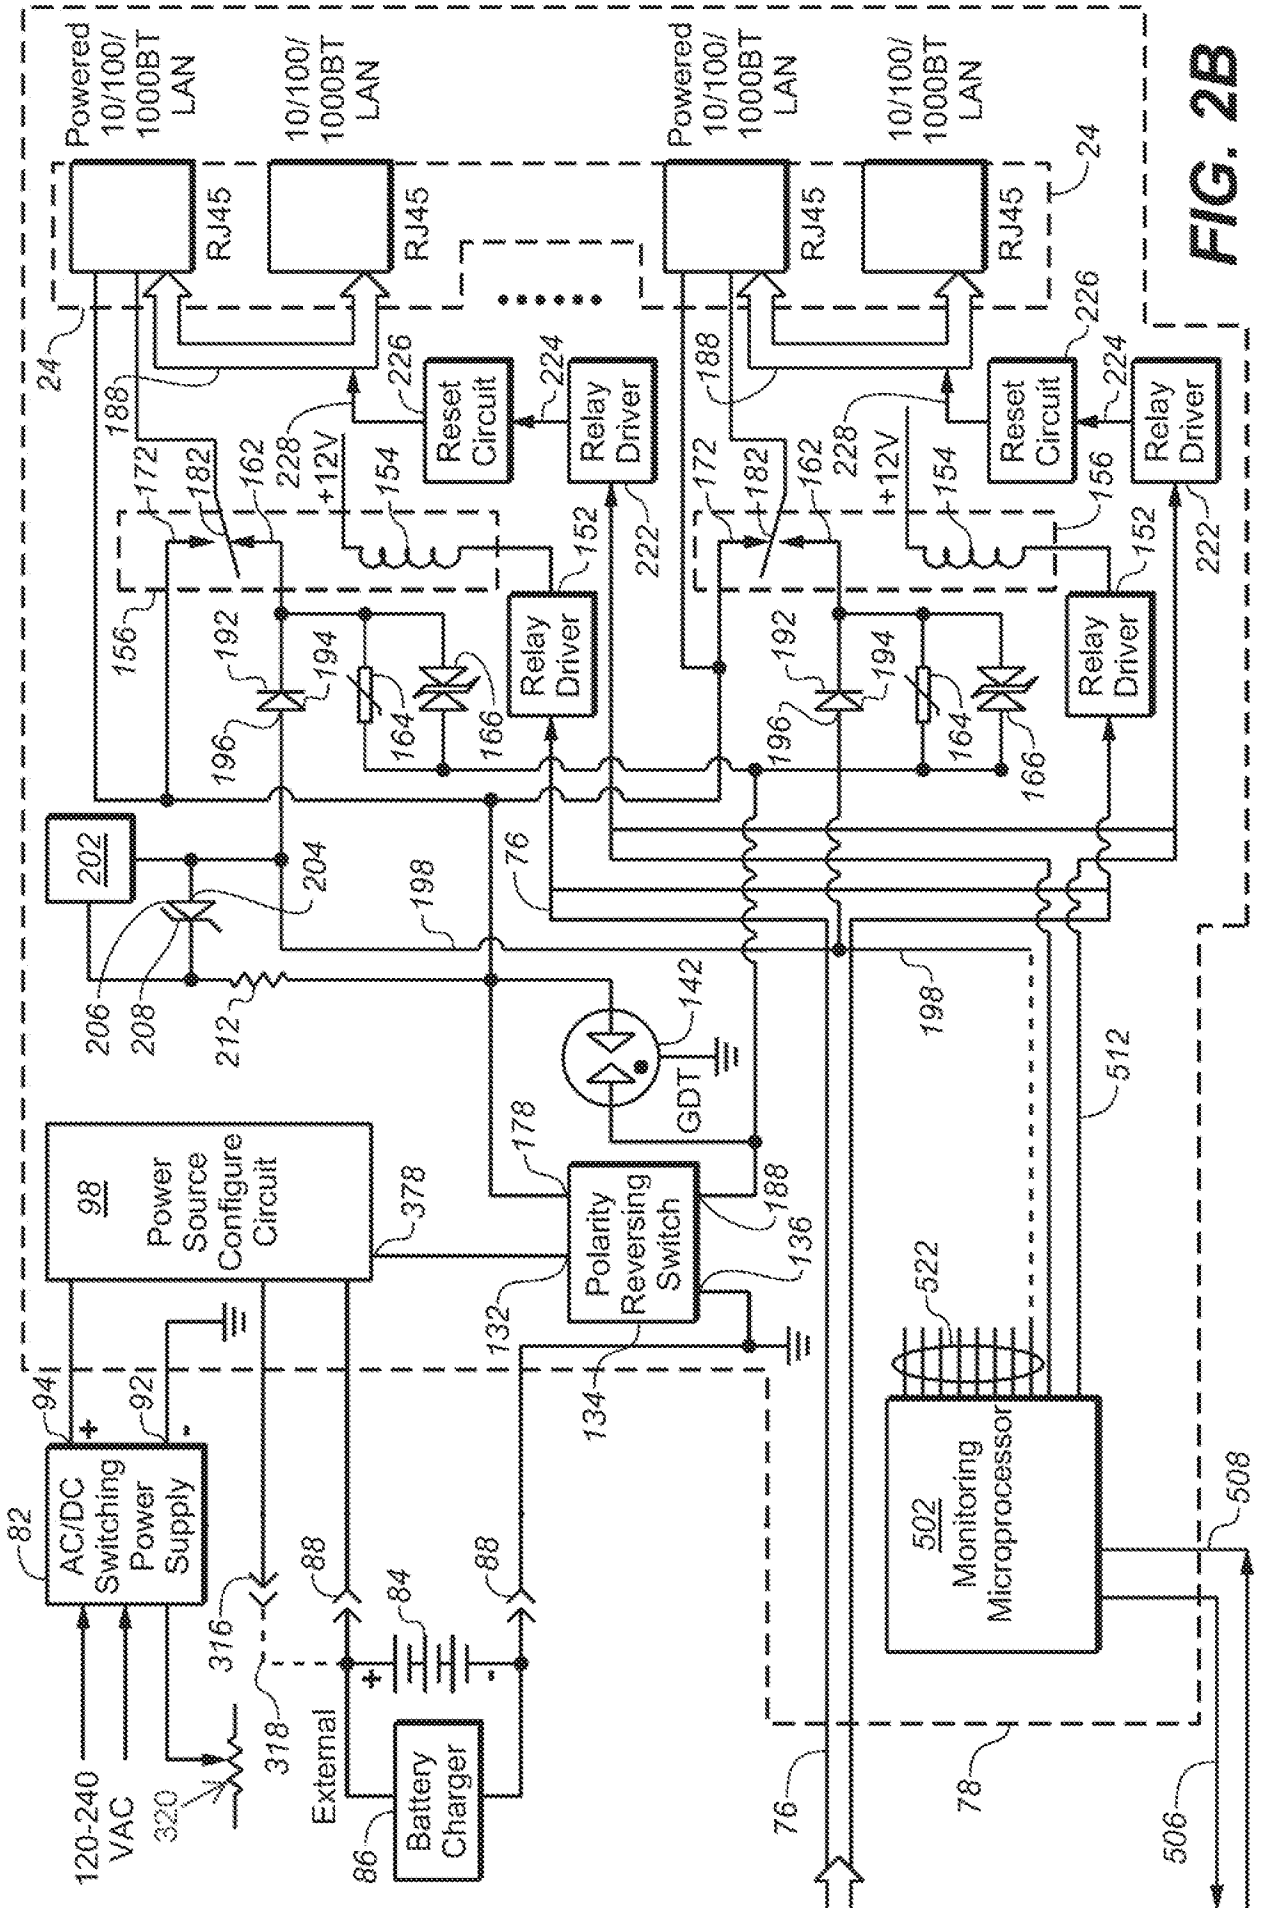 120-240
VAC
320
82
AC/DC
Switching
Power
Supply
94
+
92
-
98
Power
Source
Configure
Circuit
378
316
318
External
88
+
84
-
88
86
Battery
Charger
202
206
208
204
212
198
24
188
172
182
162
156
192
194
196
164
166
228
+12V
154
226
Reset
Circuit
224
Relay
Driver
222
152
Relay
Driver
76
Powered
10/100/
1000BT
LAN
RJ45
10/100/
1000BT
LAN
RJ45
178
132
Polarity
Reversing
Switch
134
136
188
GDT
142
188
172
182
162
156
192
194
196
164
166
228
+12V
154
226
Reset
Circuit
224
Relay
Driver
222
152
Relay
Driver
Powered
10/100/
1000BT
LAN
RJ45
10/100/
1000BT
LAN
RJ45
24
76
78
502
Monitoring
Microprocessor
522
198
512
506
508
FIG. 2B